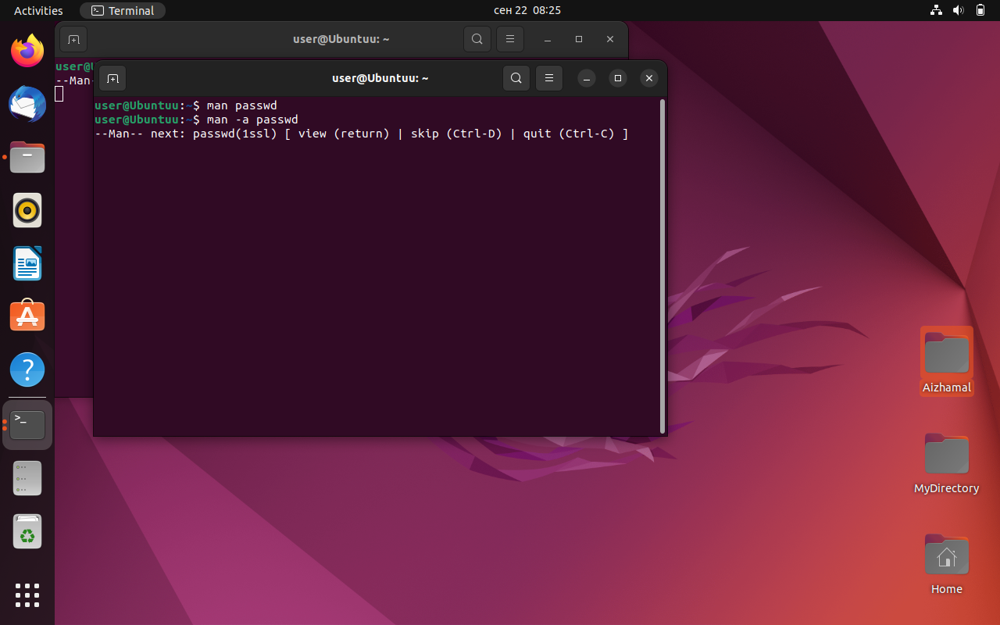 Activities
Terminal
сен 22 08:25
user@Ubuntuu: ~
user@U
--Man-
user@Ubuntuu: ~
user@Ubuntuu:~$ man passwd
user@Ubuntuu:~$ man -a passwd
--Man-- next: passwd(1ssl) [ view (return) | skip (Ctrl-D) | quit (Ctrl-C) ]
Aizhamal
MyDirectory
Home